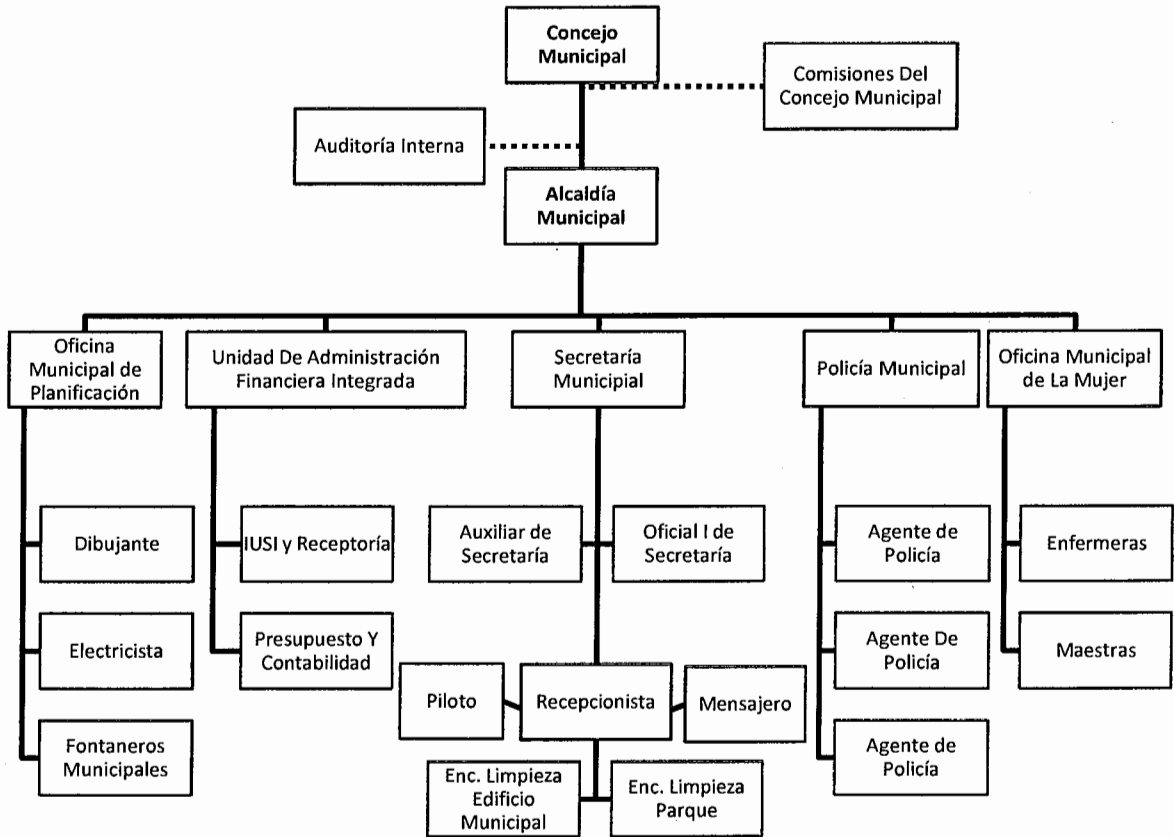 Concejo
Municipal
Comisiones Del
Concejo Municipal
Auditoría Interna
Alcaldía
Municipal
Oficina
Municipal de
Planificación
Unidad De Administración
Financiera Integrada
Secretaría
Municipial
Policía Municipal
Oficina Municipal
de La Mujer
Dibujante
IUSI y Receptoría
Auxiliar de
Secretaría
Oficial I de
Secretaría
Agente de
Policía
Enfermeras
Electricista
Presupuesto Y
Contabilidad
Agente De
Policía
Maestras
Piloto
Recepcionista
Mensajero
Fontaneros
Municipales
Agente de
Policía
Enc. Limpieza
Edificio
Municipal
Enc. Limpieza
Parque